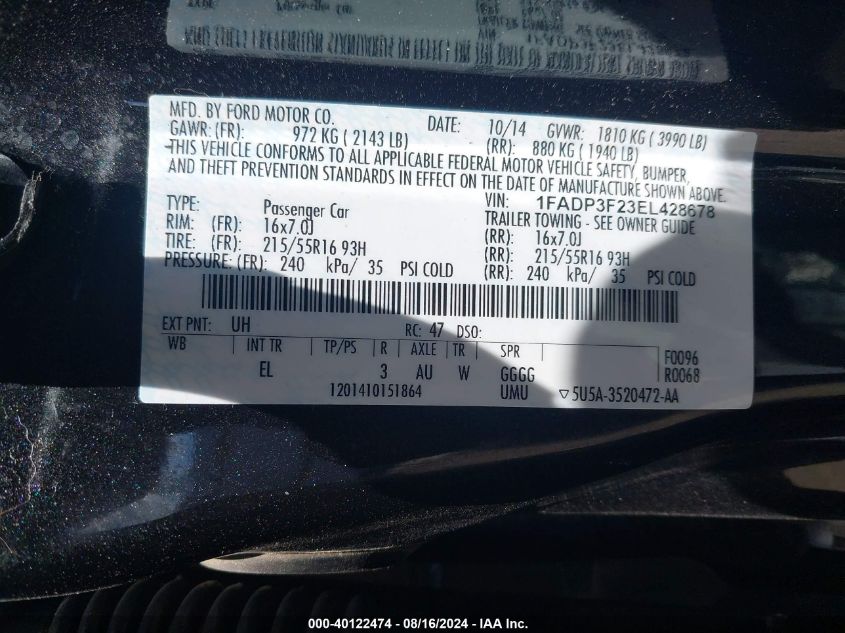 MFD. BY FORD MOTOR CO. DATE: 10/14 GVWR: 1810 KG ( 3990 LB)
GAWR: (FR): 972 KG ( 2143 LB) (RR): 880 KG ( 1940 LB)
THIS VEHICLE CONFORMS TO ALL APPLICABLE FEDERAL MOTOR VEHICLE SAFETY, BUMPER,
AND THEFT PREVENTION STANDARDS IN EFFECT ON THE DATE OF MANUFACTURE SHOWN ABOVE.
VIN: 1FADP3F23EL428678
TYPE: Passenger Car TRAILER TOWING - SEE OWNER GUIDE
RIM: (FR): 16x7.0J (RR): 16x7.0J
TIRE: (FR): 215/55R16 93H (RR): 215/55R16 93H
PRESSURE: (FR): 240 kPa/ 35 PSI COLD (RR): 240 kPa/ 35 PSI COLD
EXT PNT: UH RC: 47 DSO:
WB INT TR TP/PS R AXLE TR SPR F0096
EL 3 AU W GGGG R0068
1201410151864 UMU ▽5U5A-3520472-AA
000-40122474 - 08/16/2024 - IAA Inc.